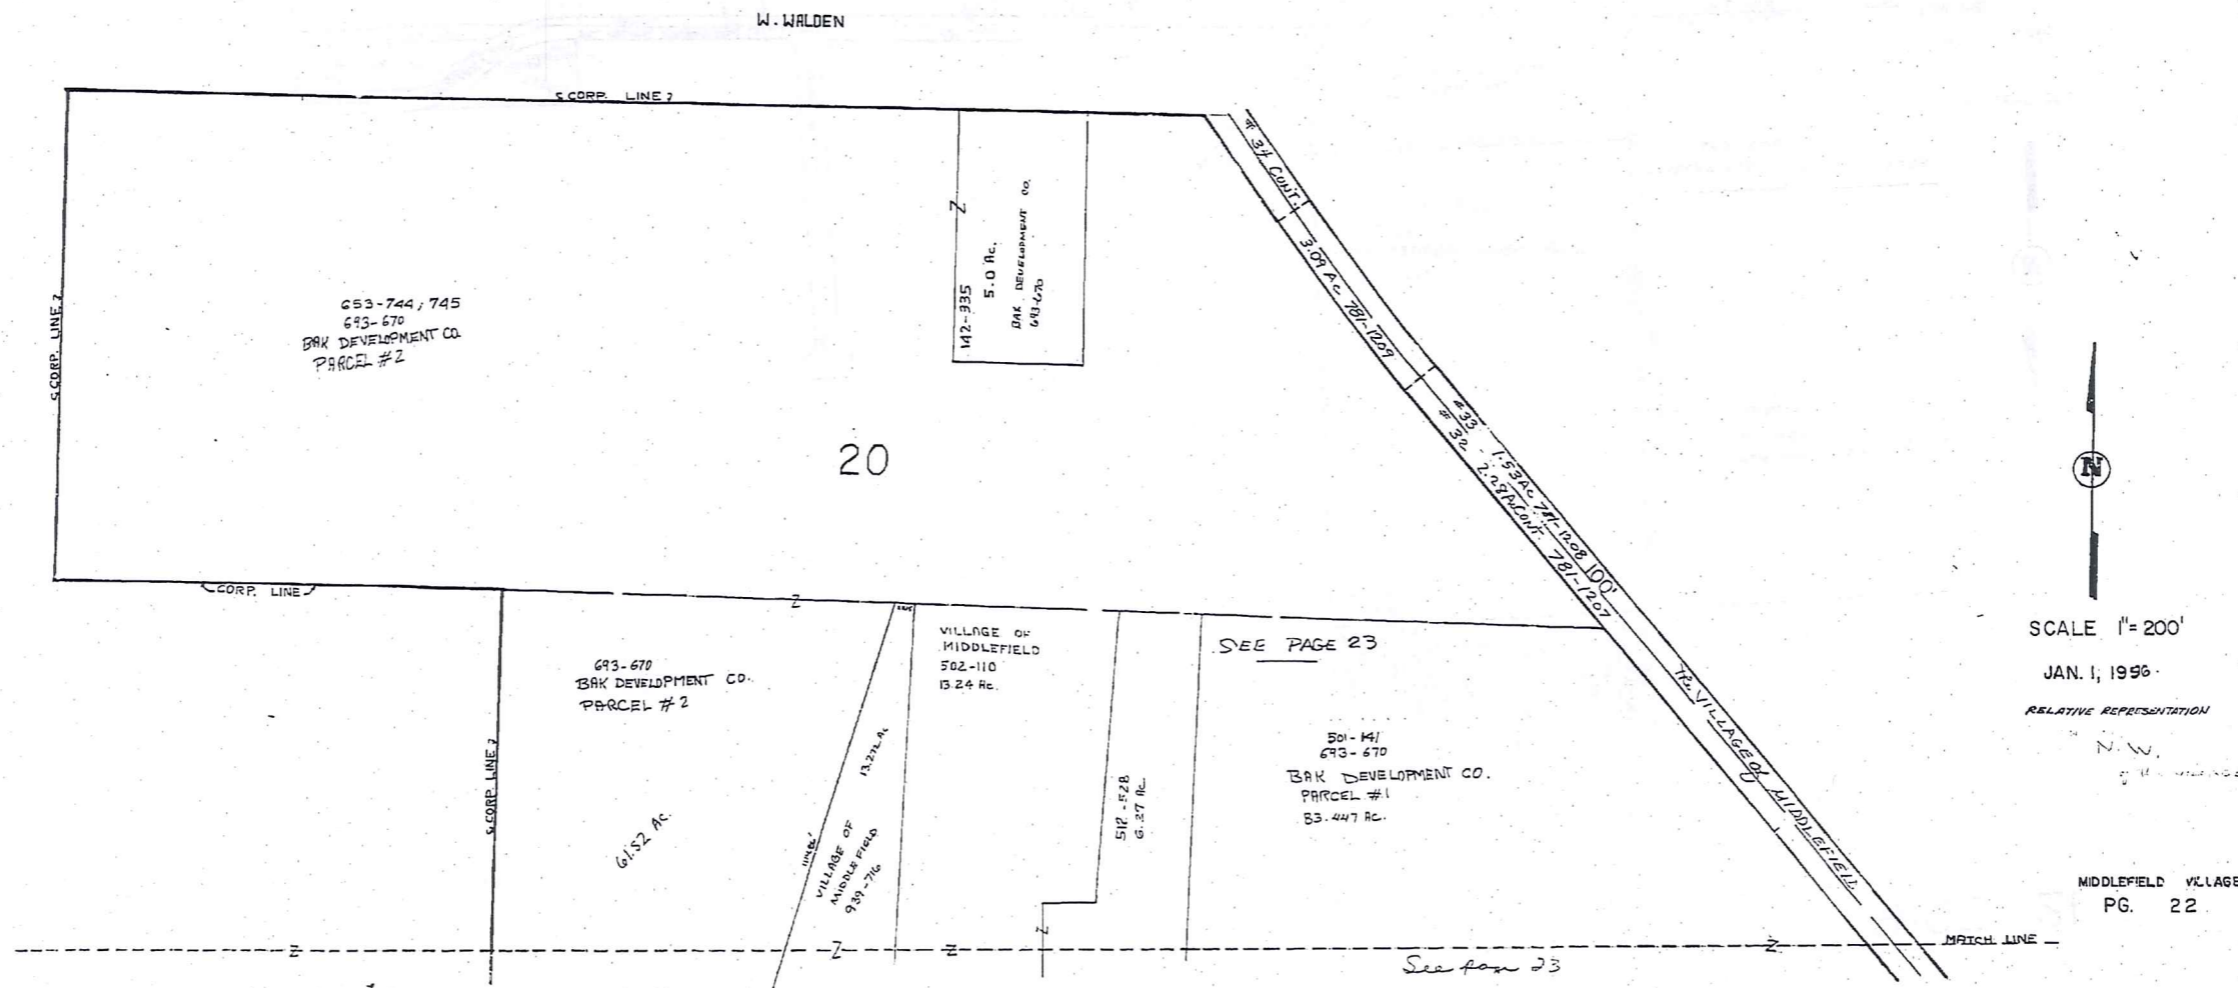 W. WALDEN
CORP. LINE
CORP. LINE
653-744, 745
693-670
BAK DEVELOPMENT CO.
PARCEL #2
142-335
5.0 Ac.
BAK DEVELOPMENT CO.
693-670
# 34 CONT.
3.09 Ac 781-1209
#33 1.53Ac 781-1208
# 32 - 2.28Ac CONT. 781-1207
100'
The VILLAGE of MIDDLEFIELD
20
CORP. LINE
CORP. LINE
693-670
BAK DEVELOPMENT CO.
PARCEL #2
61.52 Ac.
13.272 Ac
VILLAGE OF
MIDDLEFIELD
939-716
VILLAGE OF
MIDDLEFIELD
502-110
13.24 Ac.
512-528
6.27 Ac.
SEE PAGE 23
501-141
693-670
BAK DEVELOPMENT CO.
PARCEL #1
83.447 Ac.
N
SCALE 1"=200'
JAN. 1, 1996
RELATIVE REPRESENTATION
N.W.
MIDDLEFIELD VILLAGE
PG. 22
MATCH LINE
See page 23